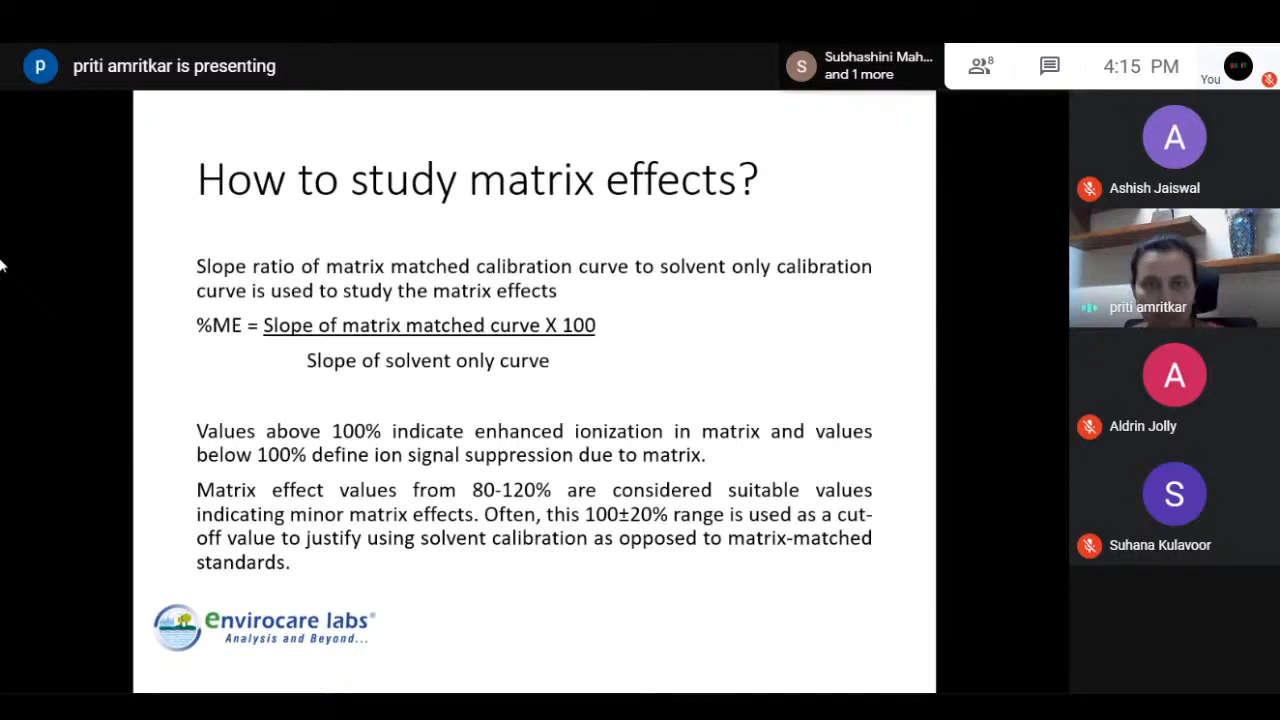 p
priti amritkar is presenting
S
Subhashini Mah...
and 1 more
8
4:15 PM
You
A
Ashish Jaiswal
priti amritkar
A
Aldrin Jolly
S
Suhana Kulavoor
How to study matrix effects?
Slope ratio of matrix matched calibration curve to solvent only calibration
curve is used to study the matrix effects
%ME = Slope of matrix matched curve X 100
Slope of solvent only curve
Values above 100% indicate enhanced ionization in matrix and values
below 100% define ion signal suppression due to matrix.
Matrix effect values from 80-120% are considered suitable values
indicating minor matrix effects. Often, this 100±20% range is used as a cut-
off value to justify using solvent calibration as opposed to matrix-matched
standards.
envirocare labs®
Analysis and Beyond...